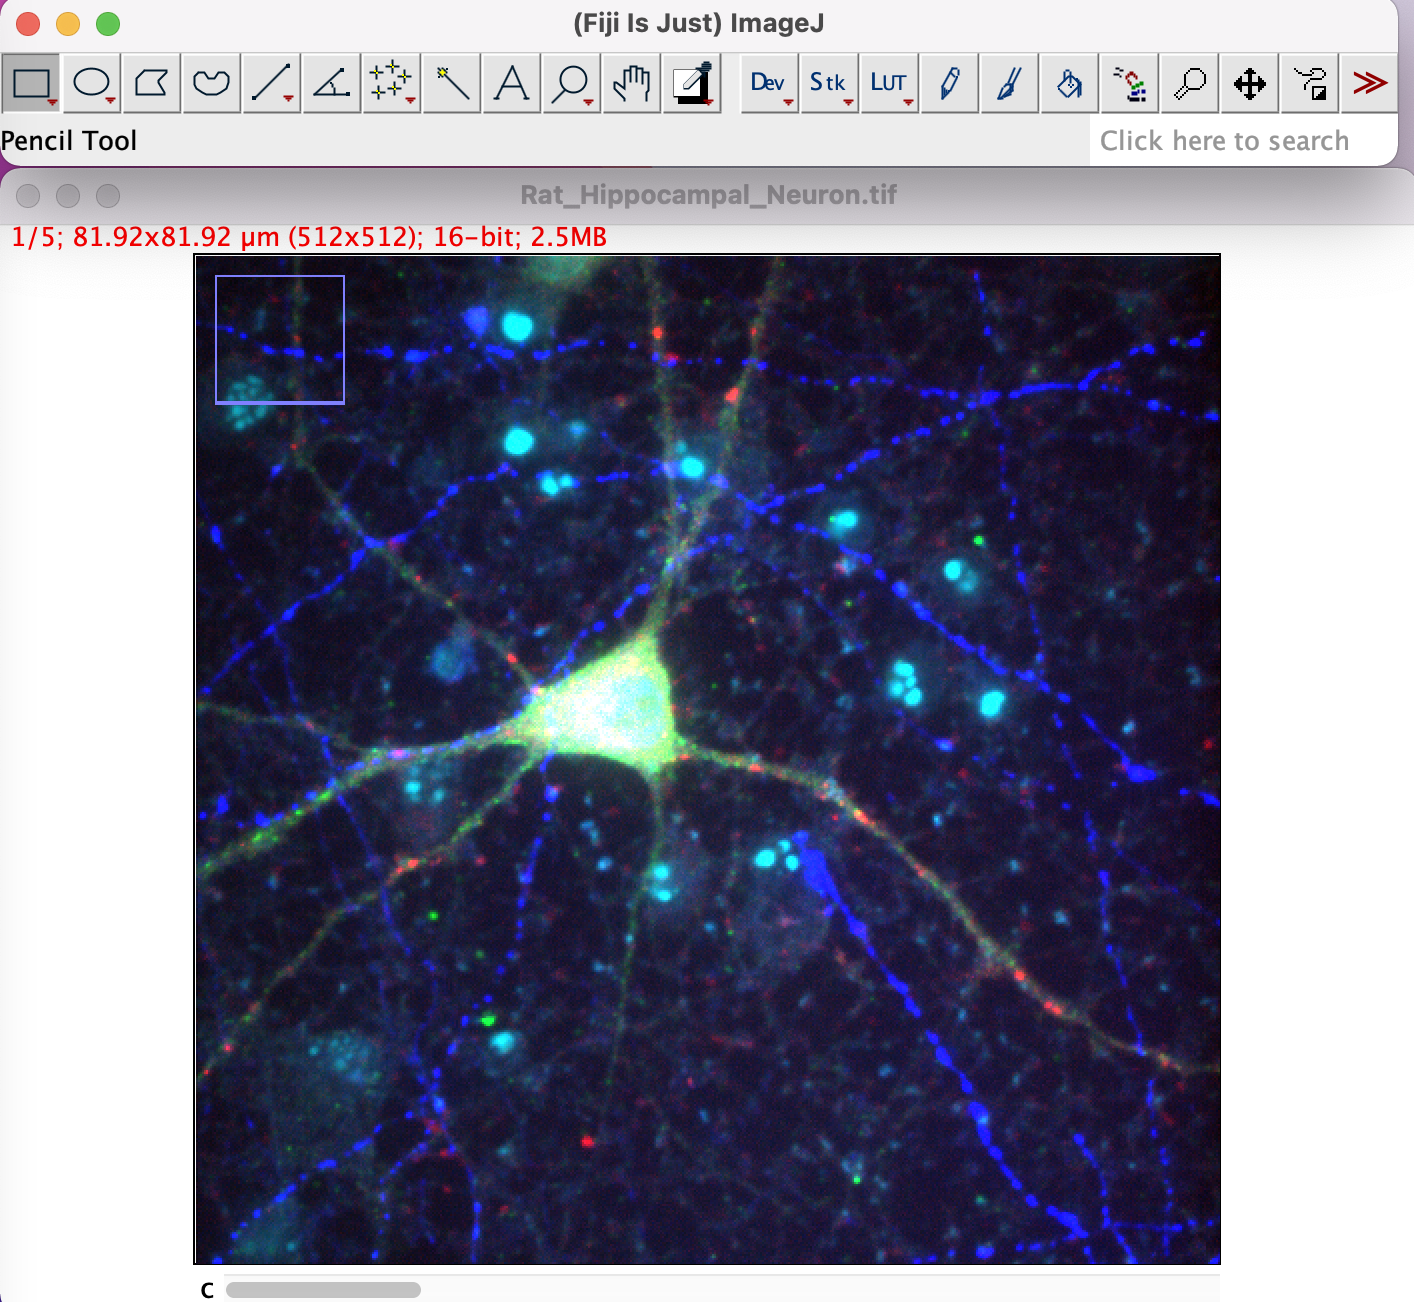 (Fiji Is Just) ImageJ
A Dev Stk LUT >>
Pencil Tool Click here to search
Rat_Hippocampal_Neuron.tif
1/5; 81.92x81.92 µm (512x512); 16-bit; 2.5MB
C